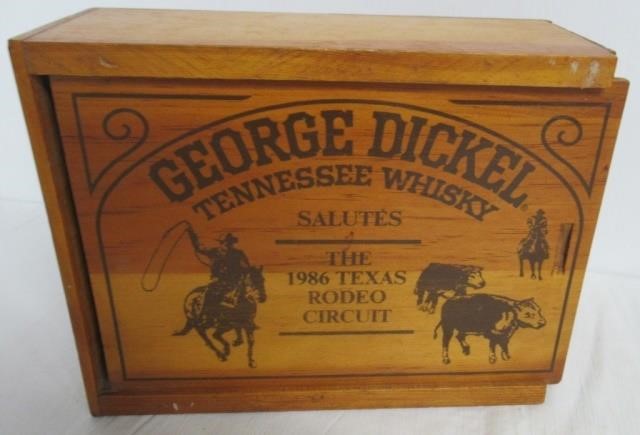 GEORGE DICKEL
TENNESSEE WHISKY
SALUTES
THE
1986 TEXAS
RODEO
CIRCUIT